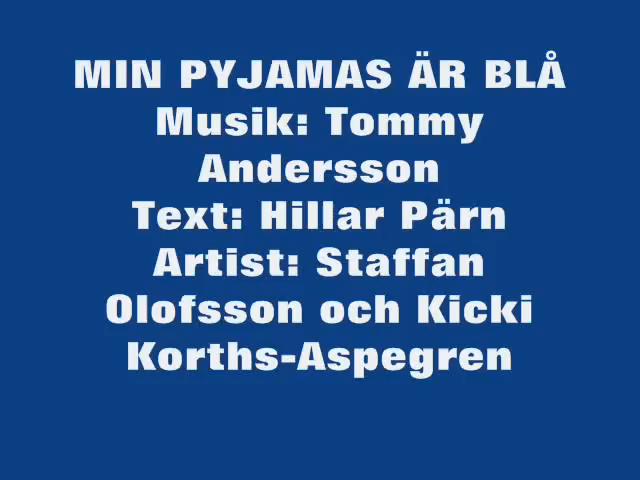 MIN PYJAMAS ÄR BLÅ
Musik: Tommy
Andersson
Text: Hillar Pärn
Artist: Staffan
Olofsson och Kicki
Korths-Aspegren